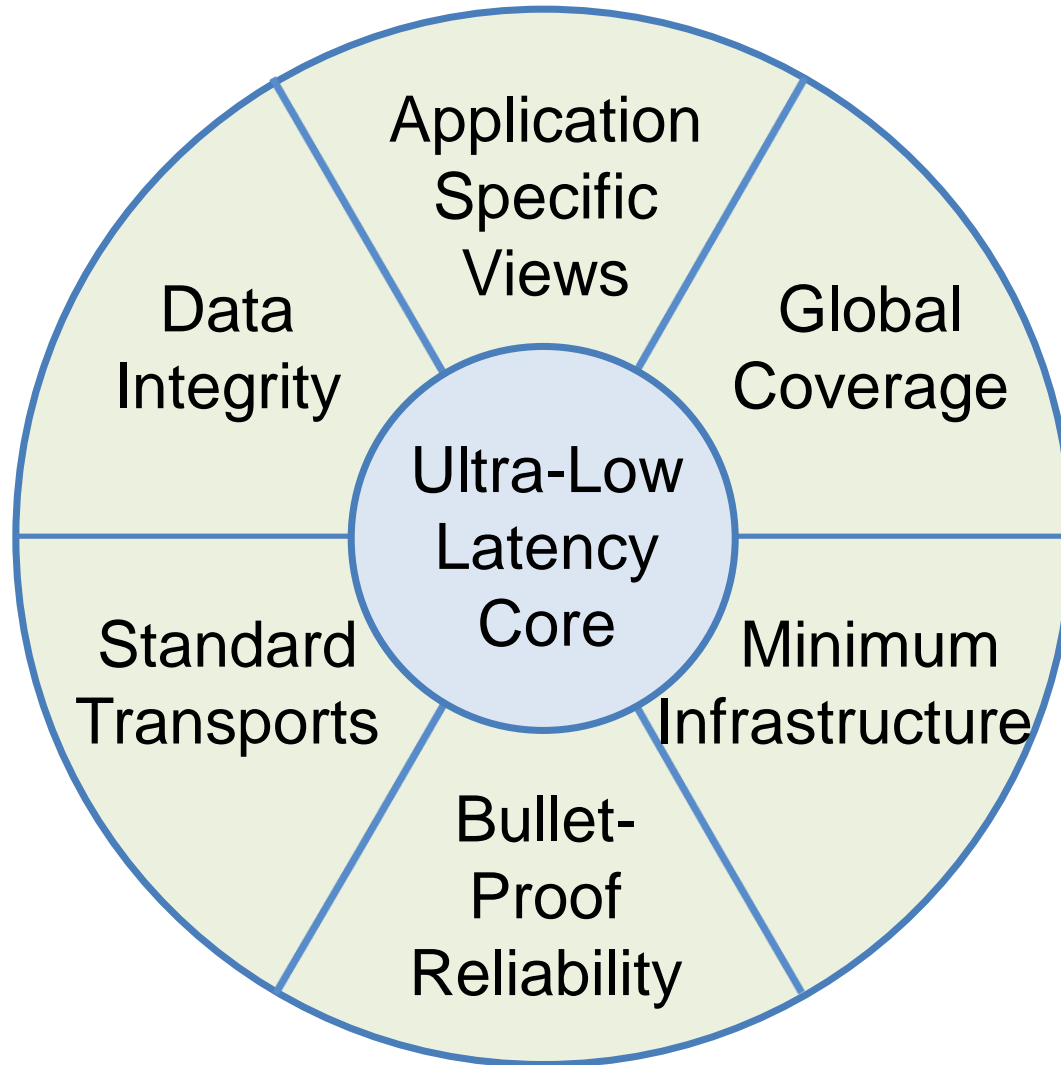 Application
Specific
Views
Global
Coverage
Minimum
Infrastructure
Bullet-
Proof
Reliability
Standard
Transports
Data
Integrity
Ultra-Low
Latency
Core